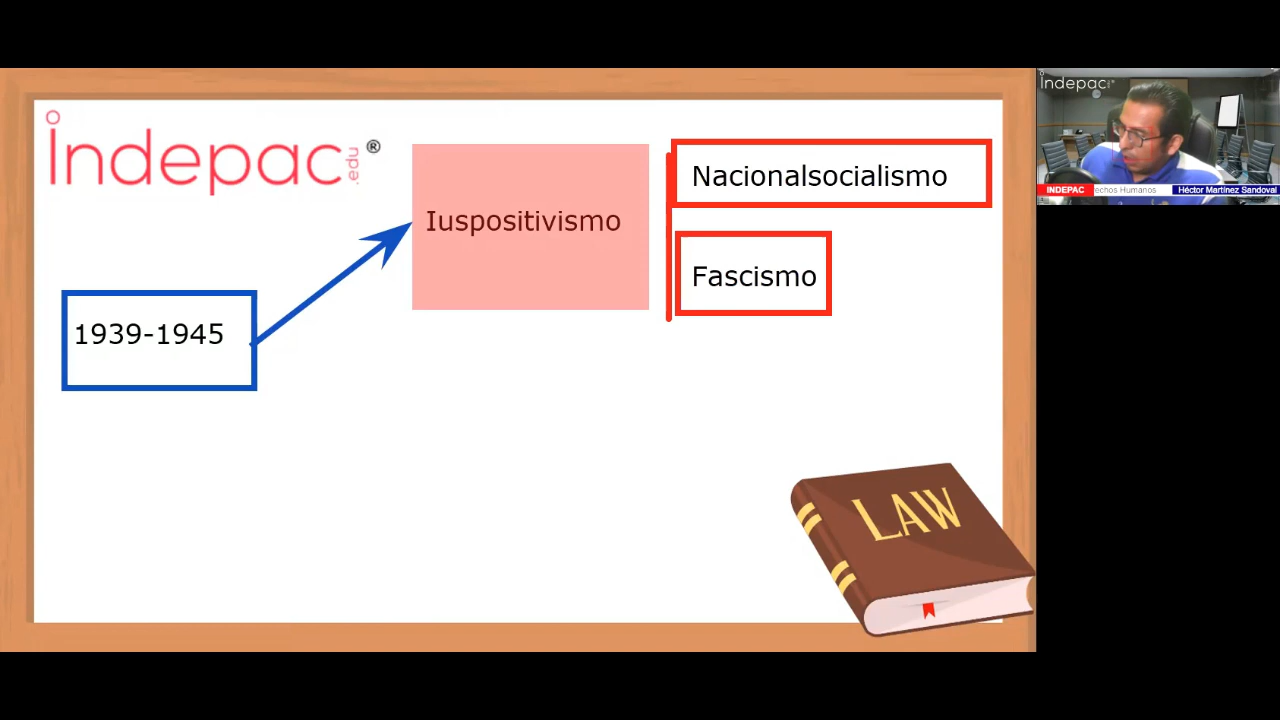 Indepac.edu ®
Iuspositivismo
Nacionalsocialismo
Fascismo
1939-1945
LAW
Indepac
INDEPAC
echos Humanos
Héctor Martínez Sandoval